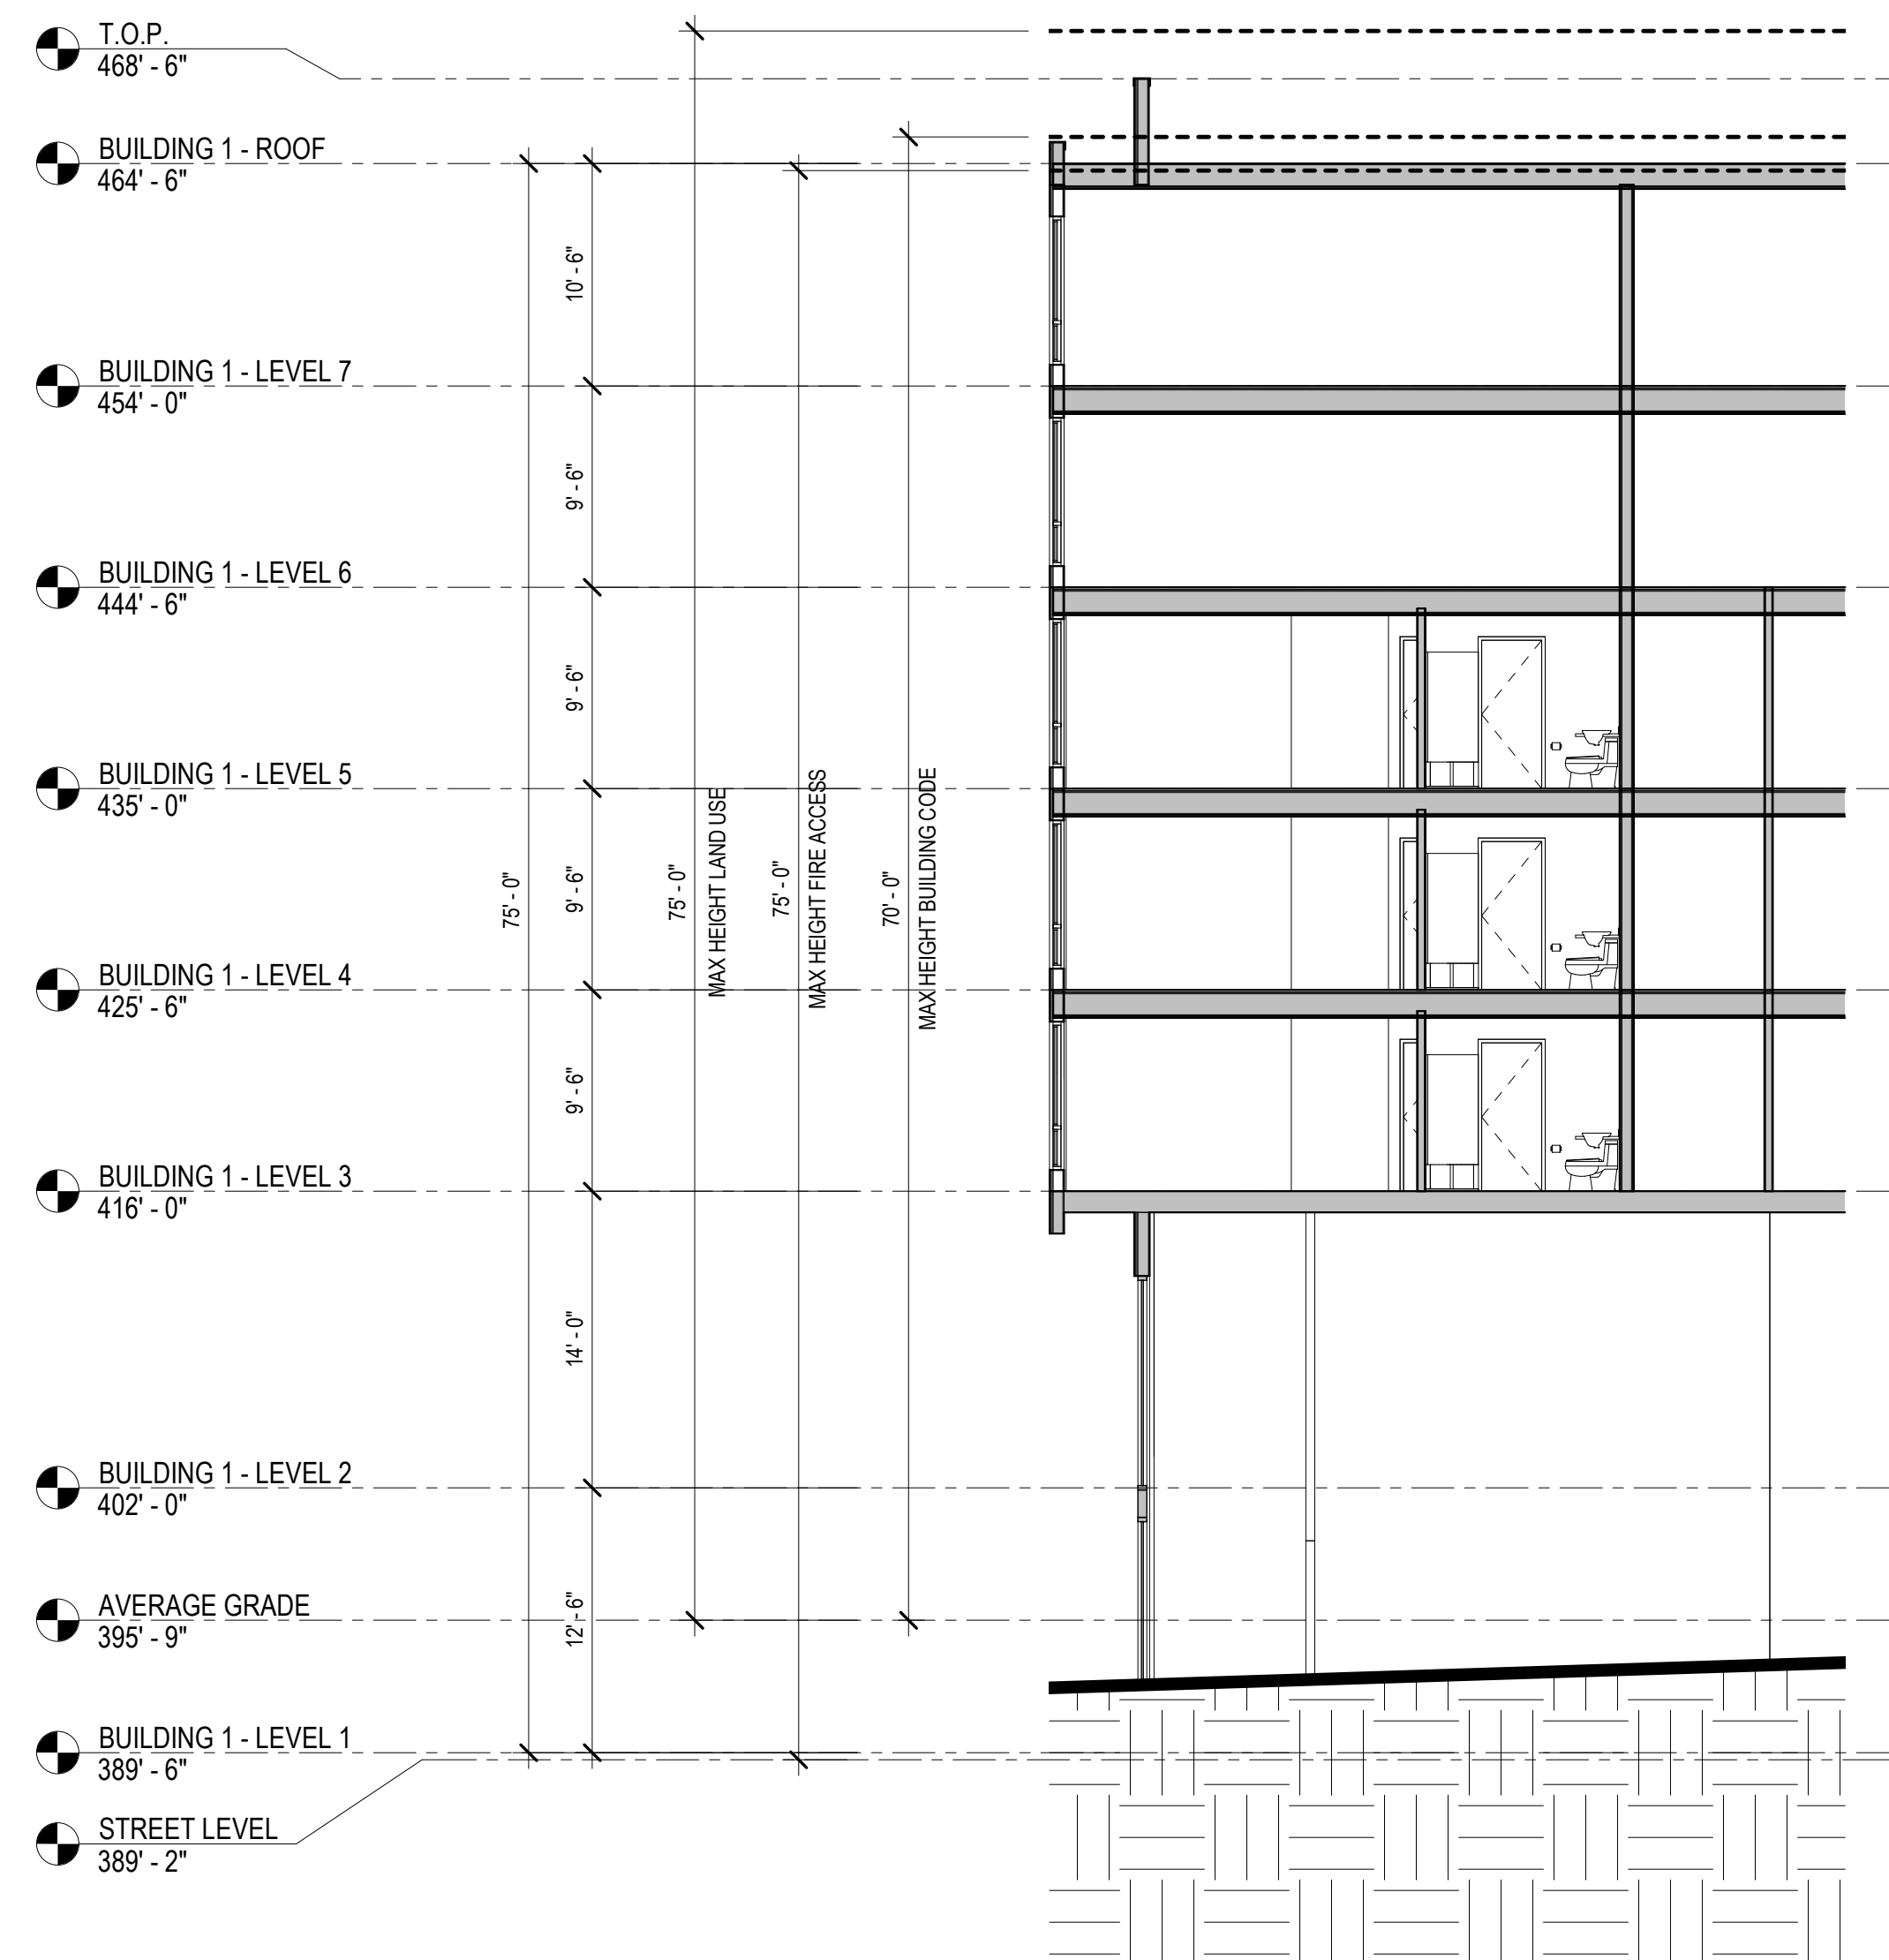 T.O.P.
468' - 6"
BUILDING 1 - ROOF
464' - 6"
10' - 6"
BUILDING 1 - LEVEL 7
454' - 0"
9' - 6"
BUILDING 1 - LEVEL 6
444' - 6"
9' - 6"
BUILDING 1 - LEVEL 5
435' - 0"
75' - 0"
9' - 6"
75' - 0"
MAX HEIGHT LAND USE
75' - 0"
MAX HEIGHT FIRE ACCESS
70' - 0"
MAX HEIGHT BUILDING CODE
BUILDING 1 - LEVEL 4
425' - 6"
9' - 6"
BUILDING 1 - LEVEL 3
416' - 0"
14' - 0"
BUILDING 1 - LEVEL 2
402' - 0"
AVERAGE GRADE
395' - 9"
12' - 6"
BUILDING 1 - LEVEL 1
389' - 6"
STREET LEVEL
389' - 2"